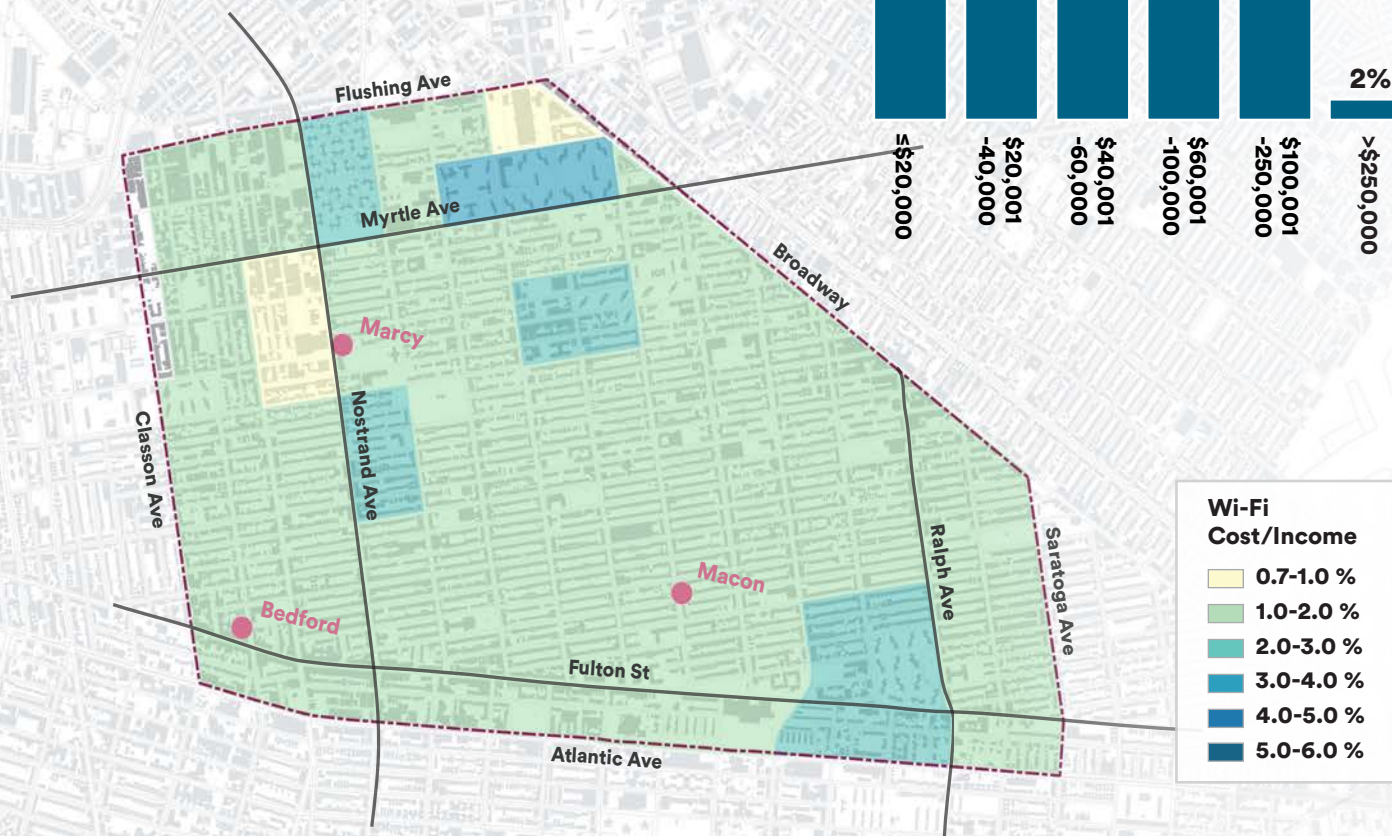 2%
≤$20,000
$20,001
-40,000
$40,001
-60,000
$60,001
-100,000
$100,001
-250,000
>$250,000
Flushing Ave
Myrtle Ave
Broadway
Marcy
Classon Ave
Nostrand Ave
Ralph Ave
Saratoga Ave
Macon
Bedford
Fulton St
Atlantic Ave
Wi-Fi
Cost/Income
0.7-1.0 %
1.0-2.0 %
2.0-3.0 %
3.0-4.0 %
4.0-5.0 %
5.0-6.0 %